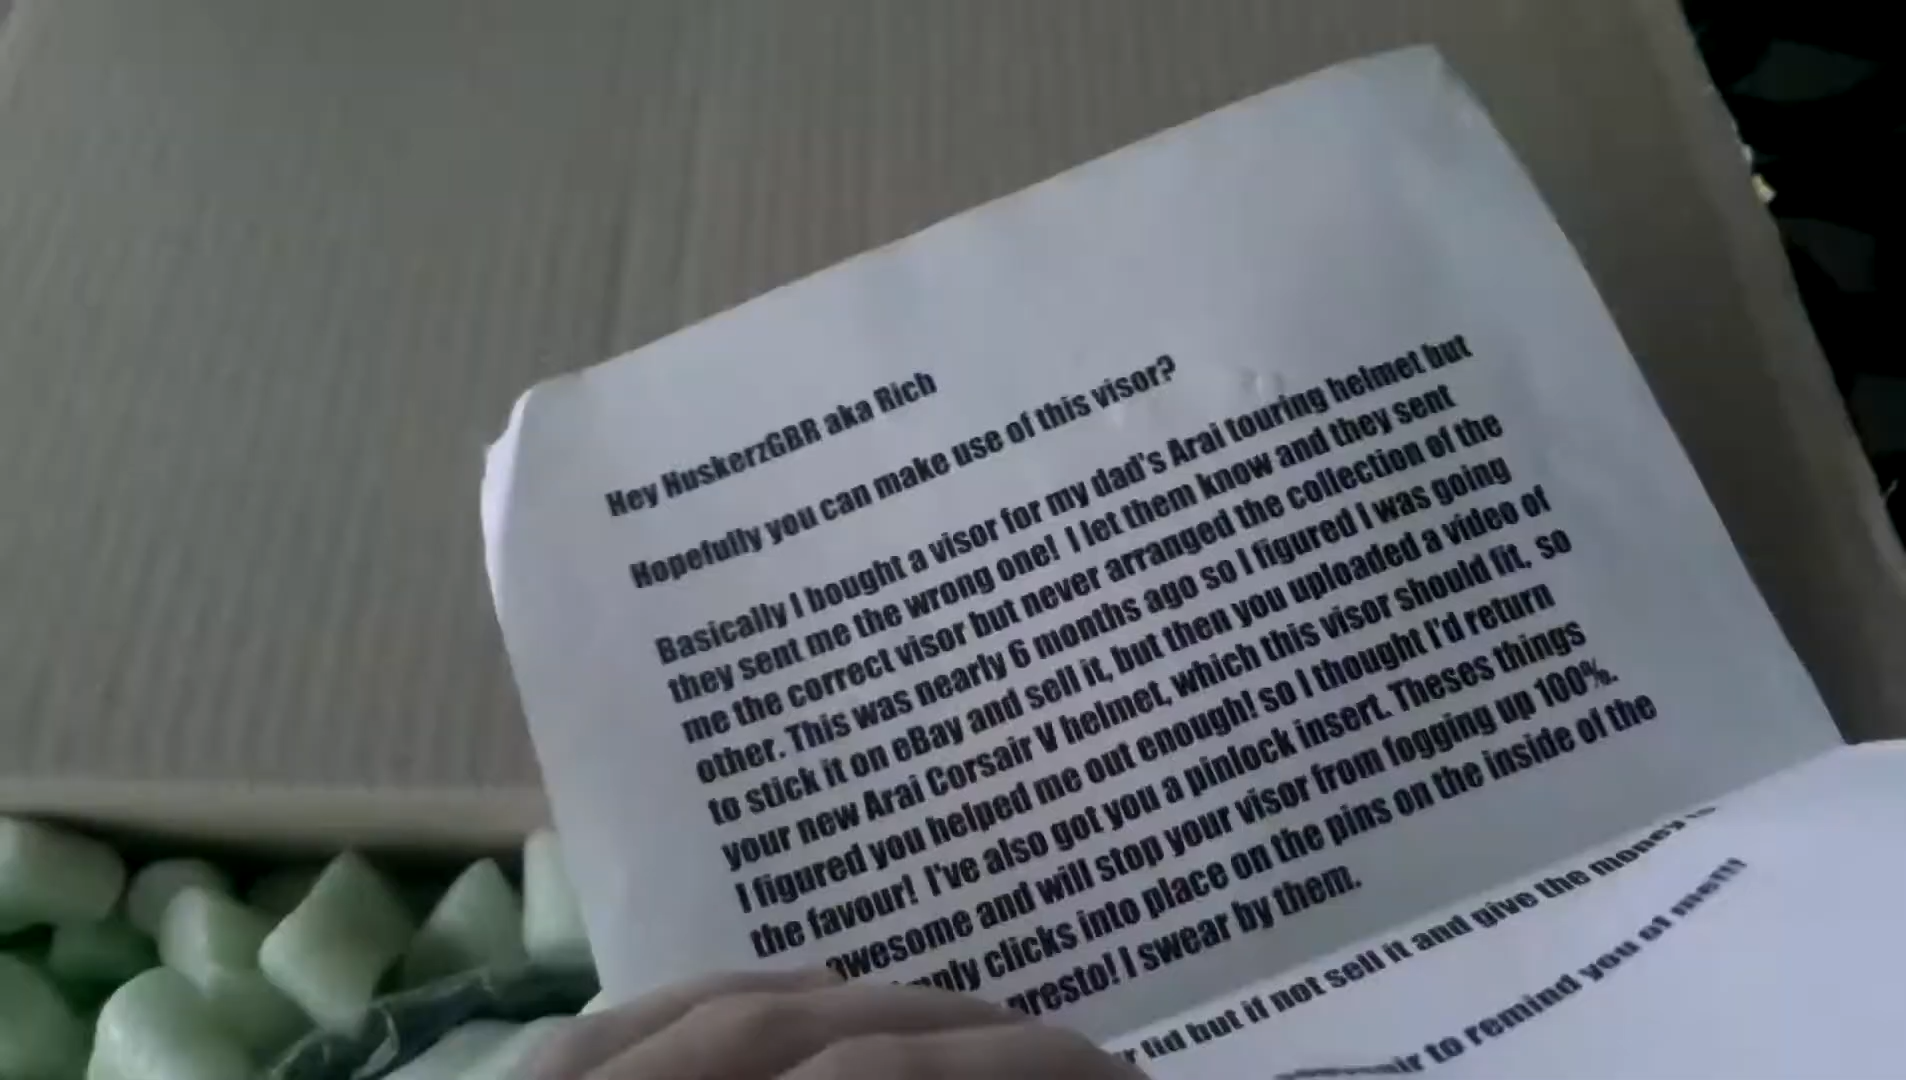 Hey HuskerzGBR aka Rich
Hopefully you can make use of this visor?
Basically I bought a visor for my dad's Arai touring helmet but
they sent me the wrong one! I let them know and they sent
me the correct visor but never arranged the collection of the
other. This was nearly 6 months ago so I figured I was going
to stick it on eBay and sell it, but then you uploaded a video of
your new Arai Corsair V helmet, which this visor should fit, so
I figured you helped me out enough! so I thought I'd return
the favour! I've also got you a pinlock insert. Theses things
awesome and will stop your visor from fogging up 100%.
clicks into place on the pins on the inside of the
presto! I swear by them.
lid but if not sell it and give the money
to remind you of me!!!